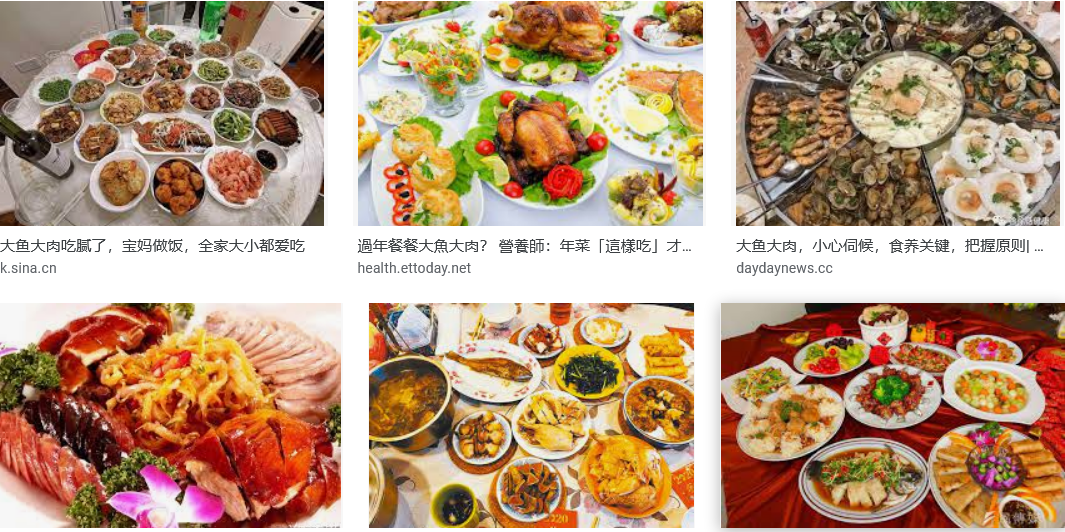 大鱼大肉吃腻了，宝妈做饭，全家大小都爱吃
k.sina.cn
過年餐餐大魚大肉？ 營養師：年菜「這樣吃」才...
health.ettoday.net
大鱼大肉，小心伺候，食养关键，把握原则| ...
daydaynews.cc